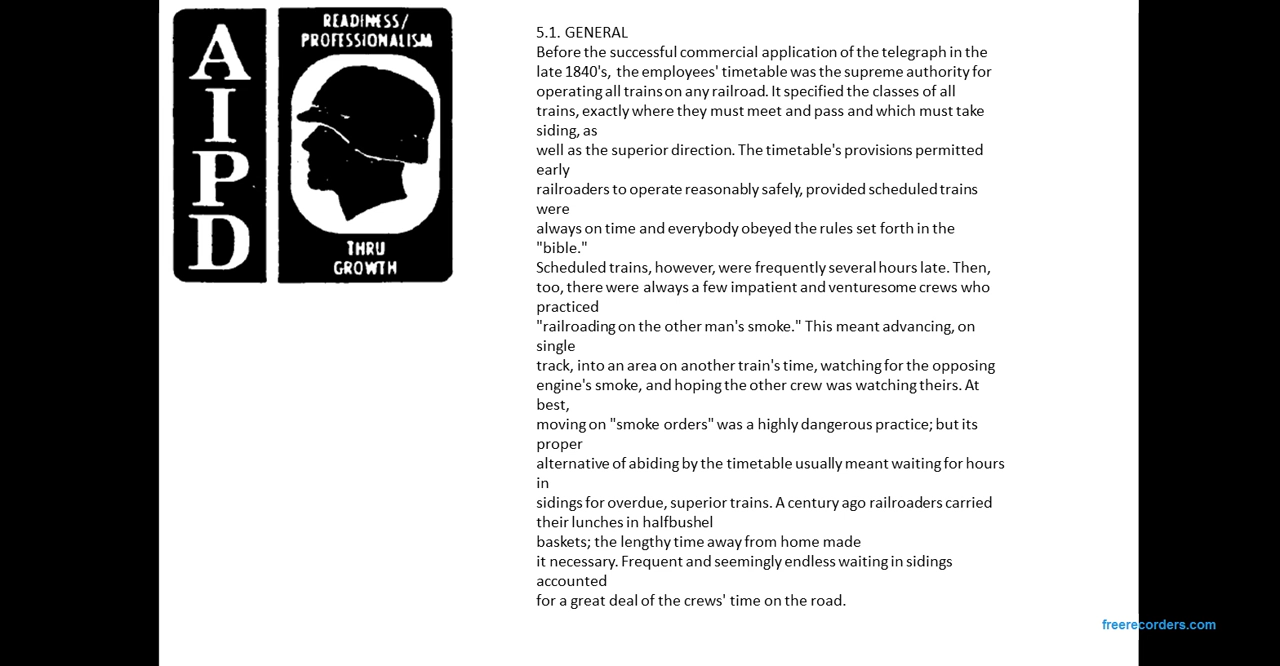 A
I
P
D
READINESS/
PROFESSIONALISM
THRU
GROWTH
5.1. GENERAL
Before the successful commercial application of the telegraph in the
late 1840's, the employees' timetable was the supreme authority for
operating all trains on any railroad. It specified the classes of all
trains, exactly where they must meet and pass and which must take
siding, as
well as the superior direction. The timetable's provisions permitted
early
railroaders to operate reasonably safely, provided scheduled trains
were
always on time and everybody obeyed the rules set forth in the
"bible."
Scheduled trains, however, were frequently several hours late. Then,
too, there were always a few impatient and venturesome crews who
practiced
"railroading on the other man's smoke." This meant advancing, on
single
track, into an area on another train's time, watching for the opposing
engine's smoke, and hoping the other crew was watching theirs. At
best,
moving on "smoke orders" was a highly dangerous practice; but its
proper
alternative of abiding by the timetable usually meant waiting for hours
in
sidings for overdue, superior trains. A century ago railroaders carried
their lunches in halfbushel
baskets; the lengthy time away from home made
it necessary. Frequent and seemingly endless waiting in sidings
accounted
for a great deal of the crews' time on the road.
freerecorders.com